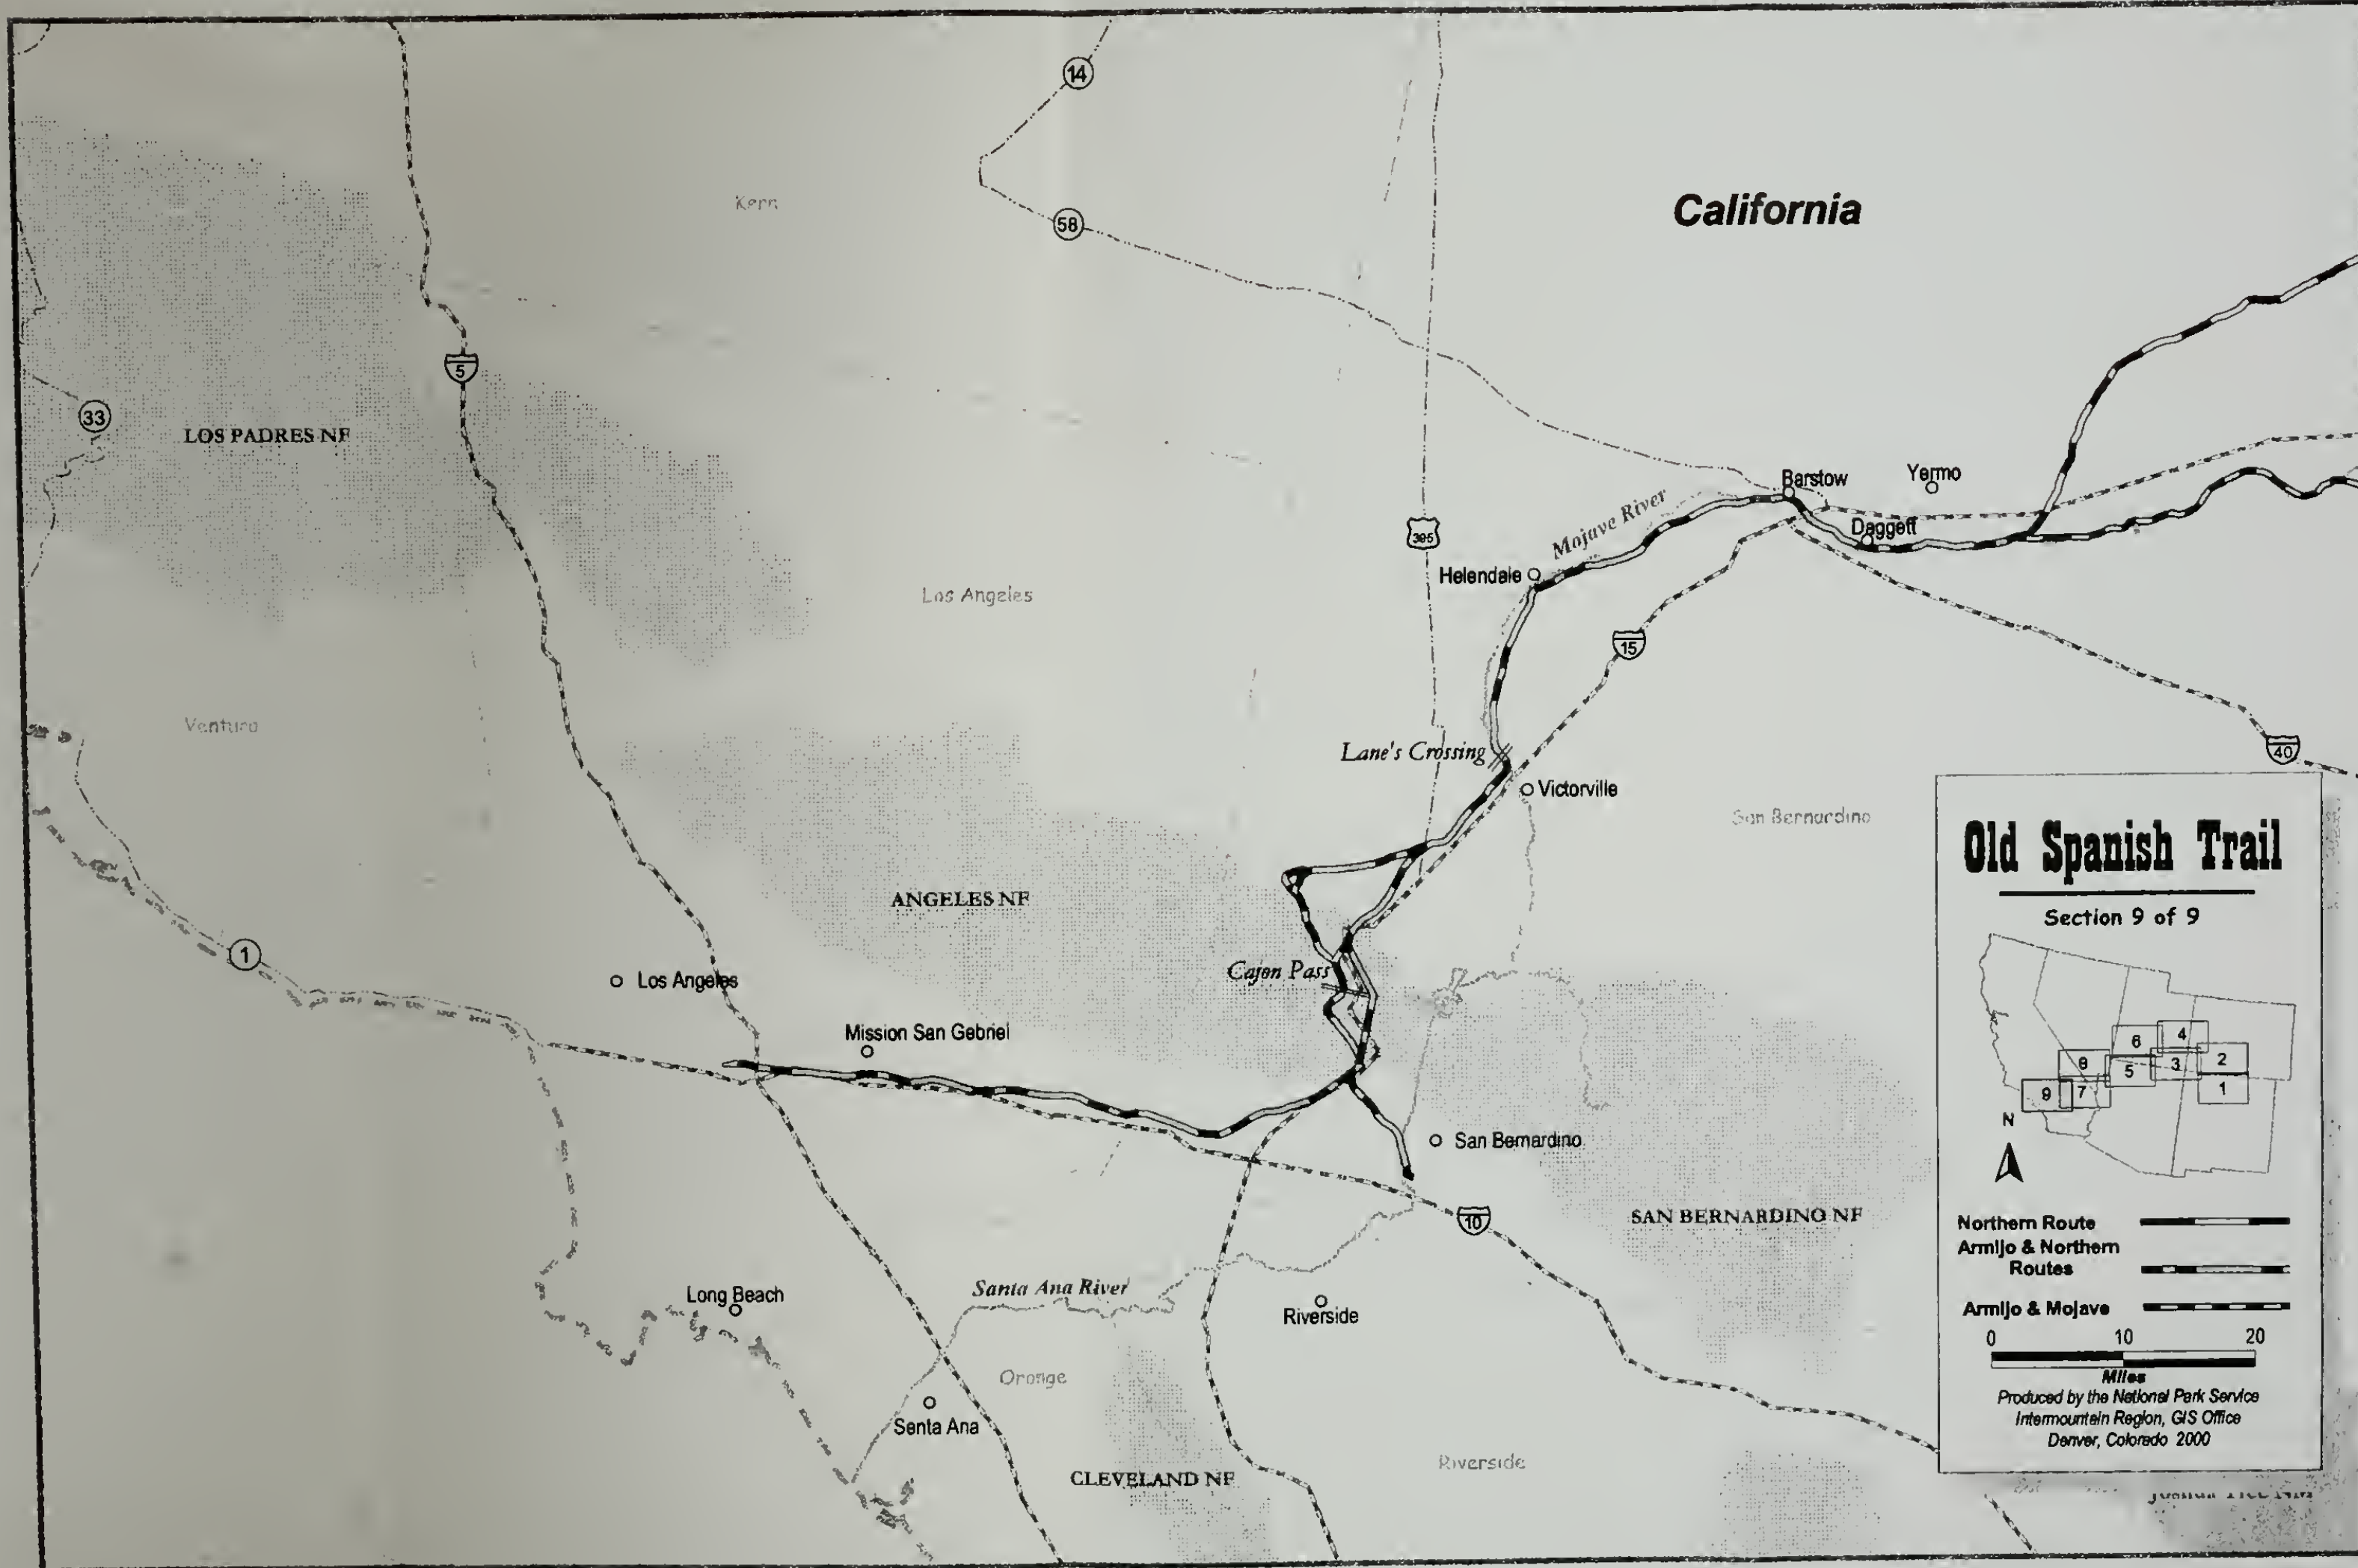 14
Kern
58
California
5
33
LOS PADRES NF
Barstow
Yermo
Mojave River
Daggett
395
Helendale
Los Angeles
15
Ventura
Lane's Crossing
40
Victorville
San Bernardino
Old Spanish Trail
Section 9 of 9
ANGELES NF
1
Cajon Pass
Los Angeles
Mission San Gabriel
6
4
8
5
3
2
9
7
1
N
San Bernardino
10
SAN BERNARDINO NF
Northern Route
Armijo & Northern
Routes
Armijo & Mojave
0 10 20
Miles
Produced by the National Park Service
Intermountain Region, GIS Office
Denver, Colorado 2000
Santa Ana River
Long Beach
Riverside
Orange
Santa Ana
CLEVELAND NF
Riverside